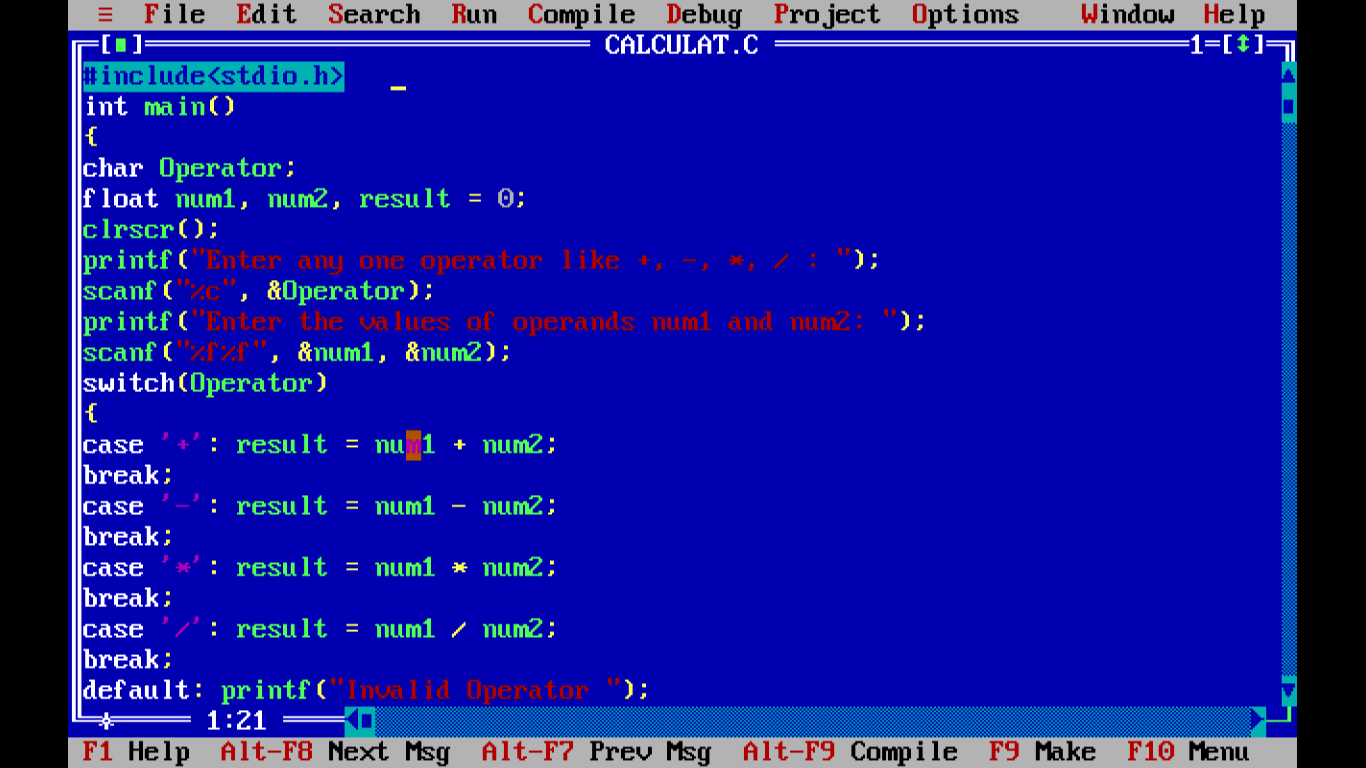 ≡ File Edit Search Run Compile Debug Project Options Window Help
[■] CALCULAT.C 1=[↕]
#include<stdio.h>
int main()
{
char Operator;
float num1, num2, result = 0;
clrscr();
printf("Enter any one operator like +, -, *, / : ");
scanf("%c", &Operator);
printf("Enter the values of operands num1 and num2: ");
scanf("%f%f", &num1, &num2);
switch(Operator)
{
case '+': result = num1 + num2;
break;
case '-': result = num1 - num2;
break;
case '*': result = num1 * num2;
break;
case '/': result = num1 / num2;
break;
default: printf("Invalid Operator ");
* 1:21
F1 Help Alt-F8 Next Msg Alt-F7 Prev Msg Alt-F9 Compile F9 Make F10 Menu